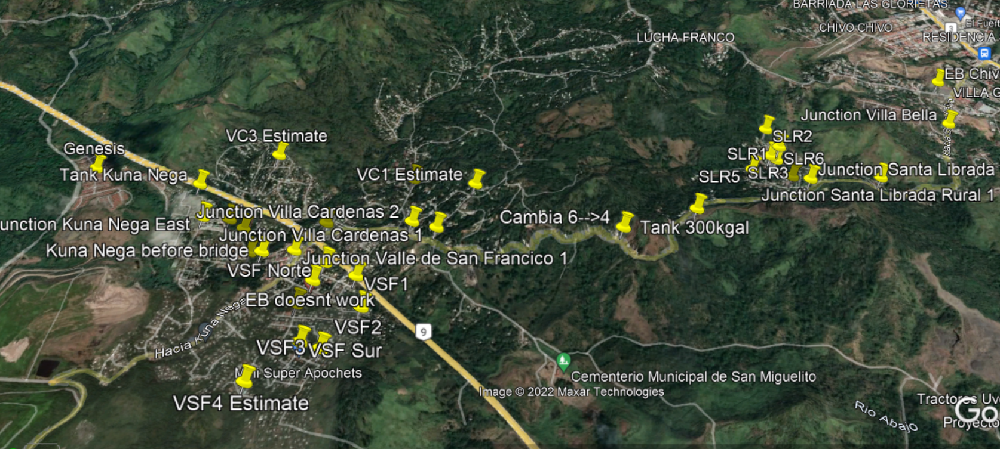 BARRIADA LAS GLORIETAS
El Fuert
CHIVO CHIVO
3
RESIDENCIA
LUCHA FRANCO
EB Chiv
VILLA G
Junction Villa Bella
VC3 Estimate
SLR2
Genesis
SLR1
SLR6
Junction Santa Librada
Tank Kuna Nega
VC1 Estimate
SLR5
SLR3
Junction Santa Librada Rural 1
Junction Villa Cardenas 2
Cambia 6-->4
Tank 300kgal
unction Kuna Nega East
Junction Villa Cardenas 1
Kuna Nega before bridge
Junction Valle de San Francico 1
VSF Norte
VSF1
EB doesnt work
VSF2
9
Hacia Kuna Nega
VSF3
VSF Sur
Mini Super Apochets
Cementerio Municipal de San Miguelito
Image © 2022 Maxar Technologies
VSF4 Estimate
Tractores Uv
Rio Abajo
Go
Proyecto